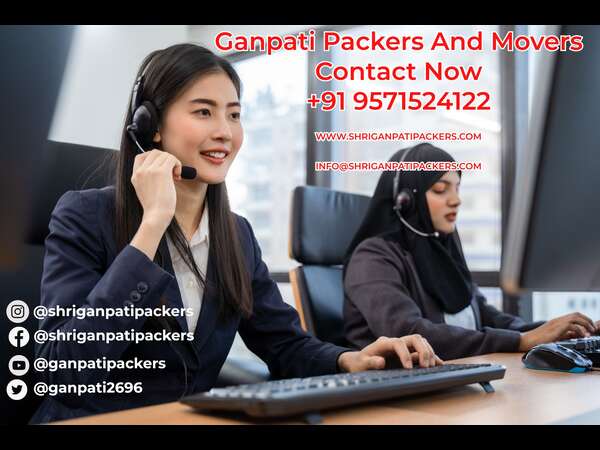 Ganpati Packers And Movers
Contact Now
+91 9571524122
WWW.SHRIGANPATIPACKERS.COM
INFO@SHRIGANPATIPACKERS.COM
@shriganpatipackers
@shriganpatipackers
@ganpatipackers
@ganpati2696